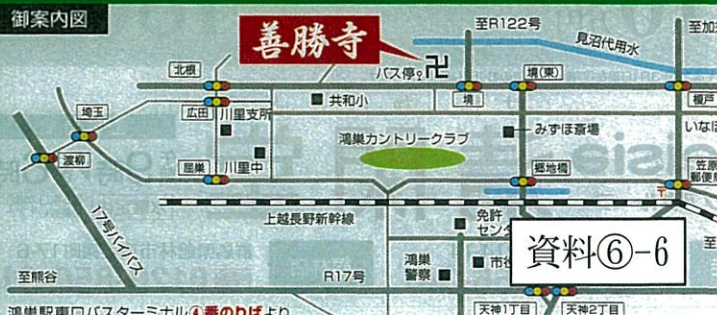 御案内図
善勝寺
至R122号
見沼代用水
至加
北根
バス停
境
境(東)
榎戸
埼玉
広田
川里支所
共和小
鴻巣カントリークラブ
みずほ斎場
いなほ
渡柳
屈巣
川里中
郷地橋
笠原
郵便局
〒
17号バイパス
上越長野新幹線
免許
センタ
資料⑥-6
至
至熊谷
R17号
鴻巣
警察
市役
天神1丁目
天神2丁目
鴻巣駅東口バスターミナル④番のりばより